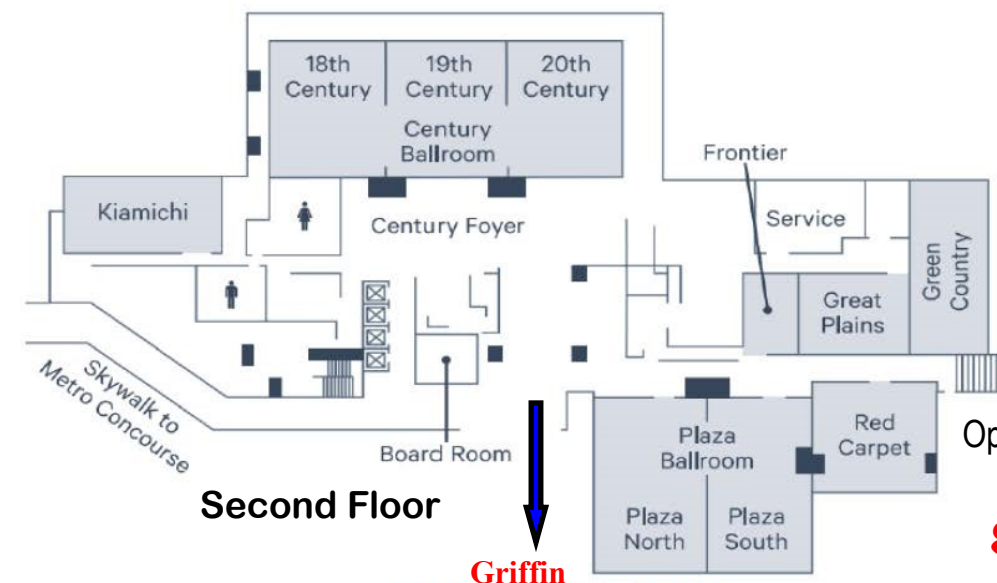 18th
Century
19th
Century
20th
Century
Century
Ballroom
Frontier
Kiamichi
Century Foyer
Service
Green
Country
Great
Plains
Skywalk to
Metro Concourse
Board Room
Plaza
Ballroom
Red
Carpet
Op
Second Floor
Plaza
North
Plaza
South
Griffin